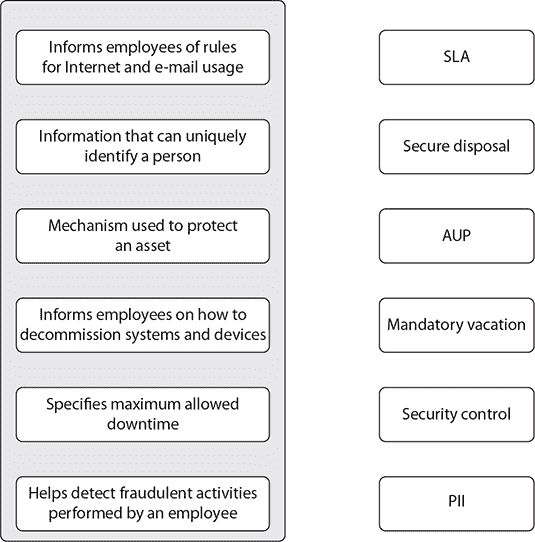 Informs employees of rules
for Internet and e-mail usage
SLA
Information that can uniquely
identify a person
Secure disposal
Mechanism used to protect
an asset
AUP
Informs employees on how to
decommission systems and devices
Mandatory vacation
Specifies maximum allowed
downtime
Security control
Helps detect fraudulent activities
performed by an employee
PII